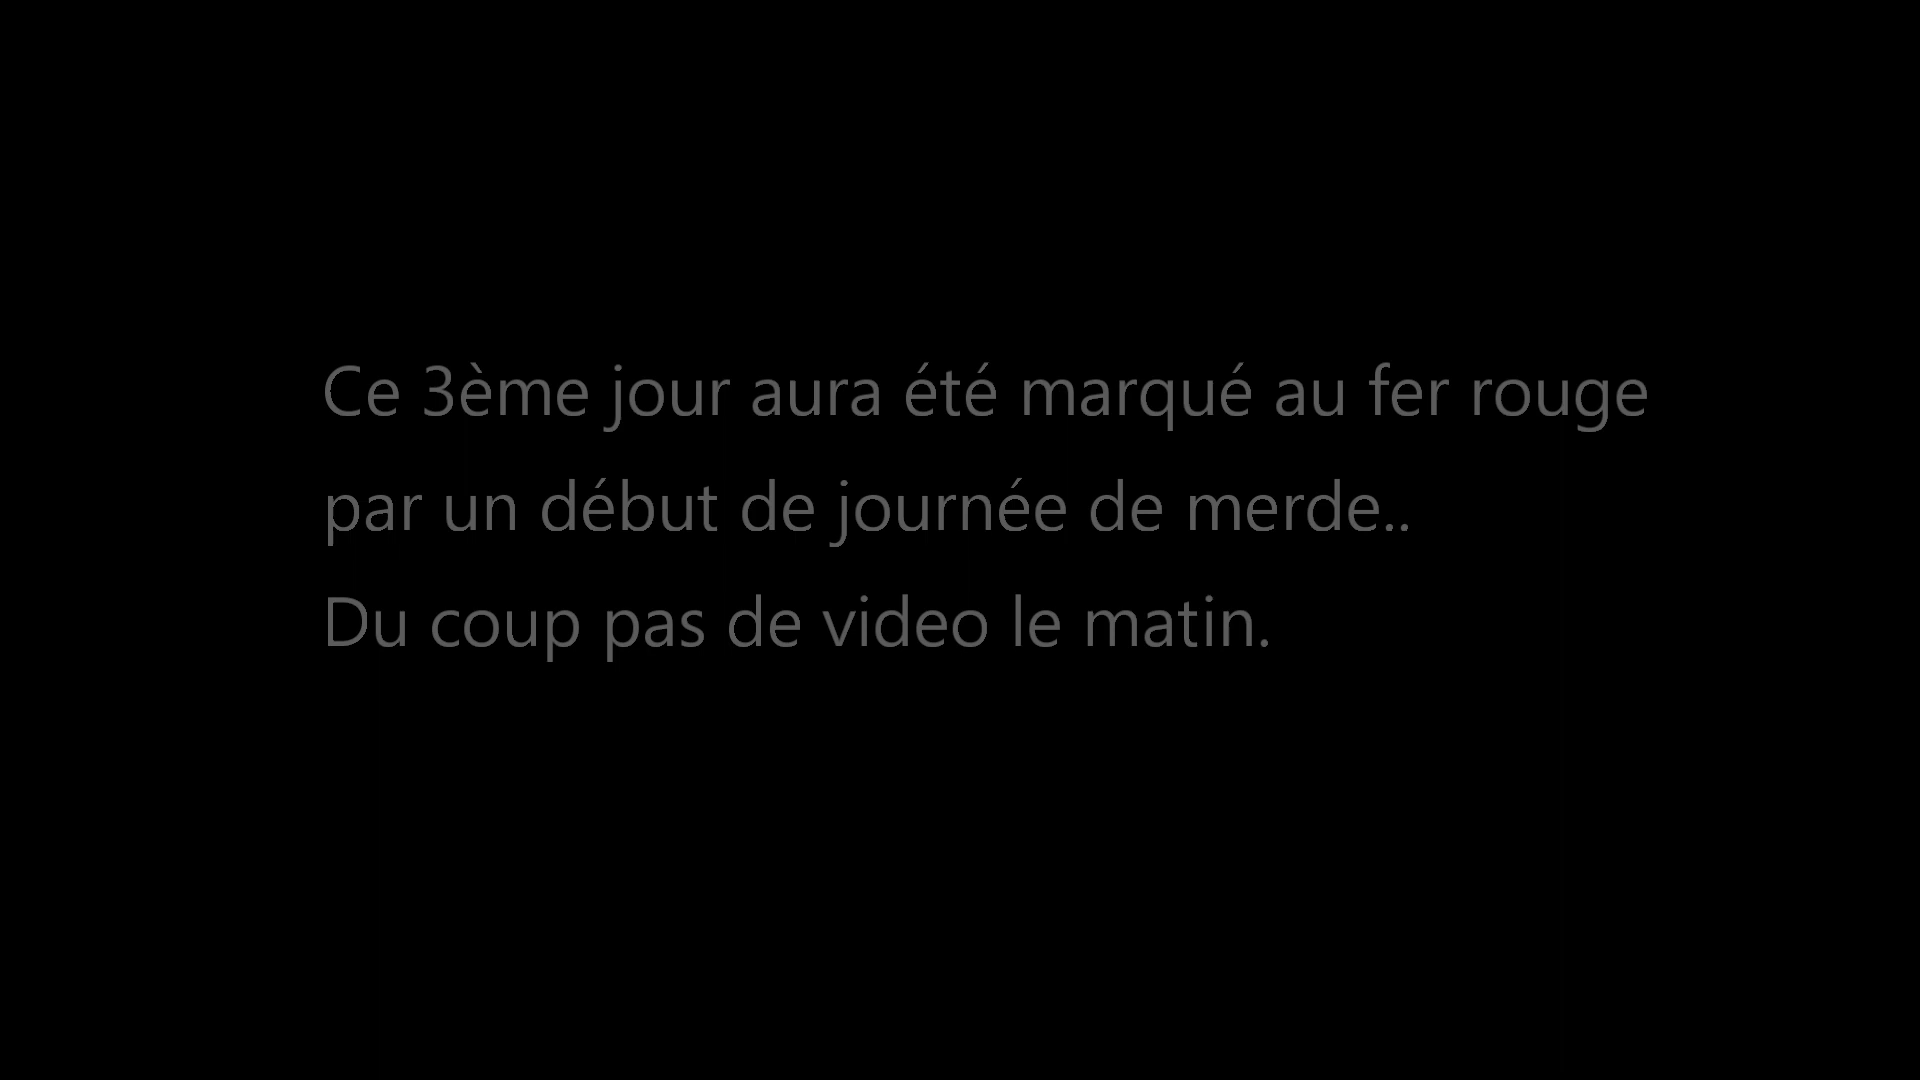 Ce 3ème jour aura été marqué au fer rouge
par un début de journée de merde..
Du coup pas de video le matin.